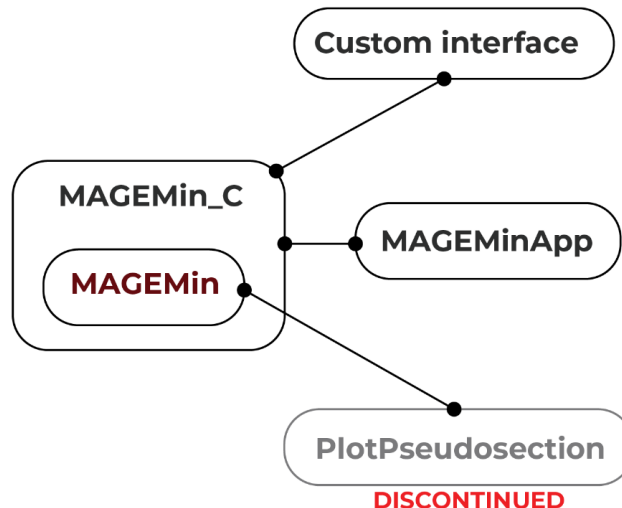 Custom interface
MAGEMin_C
MAGEMinApp
MAGEMin
PlotPseudosection
DISCONTINUED